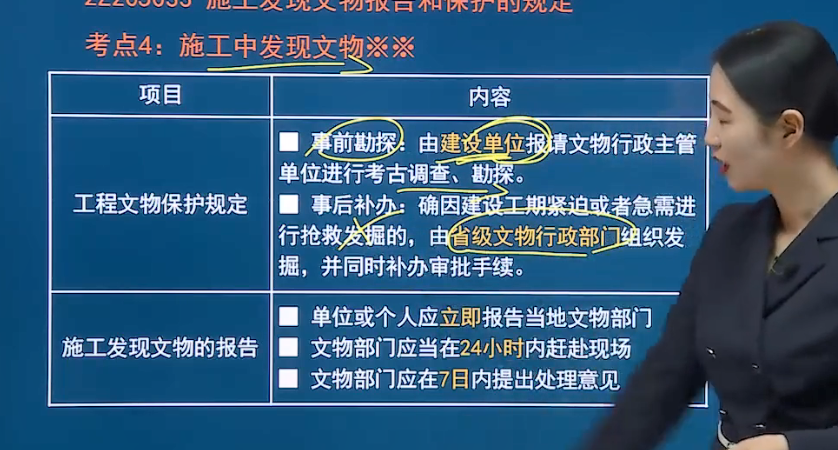 22203033 施工发现文物报告和保护的规定
考点4：施工中发现文物※※
项目
内容
工程文物保护规定
■ 事前勘探：由建设单位报请文物行政主管
单位进行考古调查、勘探。
■ 事后补办：确因建设工期紧迫或者急需进
行抢救发掘的，由省级文物行政部门组织发
掘，并同时补办审批手续。
施工发现文物的报告
■ 单位或个人应立即报告当地文物部门
■ 文物部门应当在24小时内赶赴现场
■ 文物部门应在7日内提出处理意见